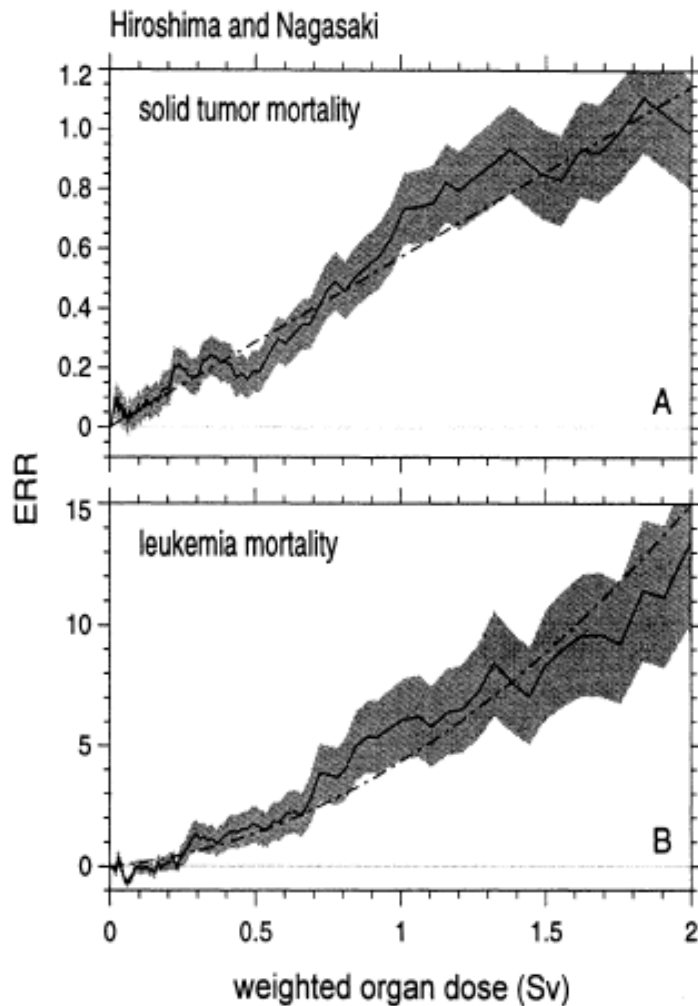 Hiroshima and Nagasaki
1.2
solid tumor mortality
1.0
0.8
0.6
0.4
0.2
0
A
ERR
15
leukemia mortality
10
5
0
B
0 0.5 1 1.5 2
weighted organ dose (Sv)